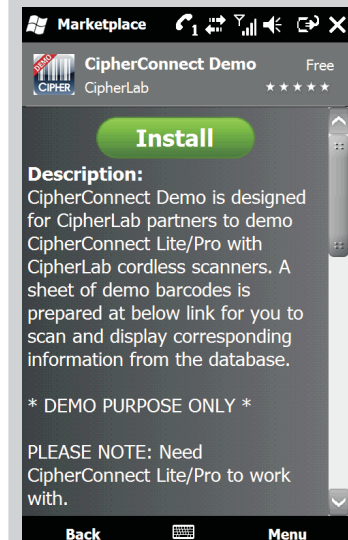 Marketplace
1
CipherConnect Demo Free
DEMO
CIPHER
CipherLab
Install
Description:
CipherConnect Demo is designed
for CipherLab partners to demo
CipherConnect Lite/Pro with
CipherLab cordless scanners. A
sheet of demo barcodes is
prepared at below link for you to
scan and display corresponding
information from the database.
* DEMO PURPOSE ONLY *
PLEASE NOTE: Need
CipherConnect Lite/Pro to work
with.
Back Menu